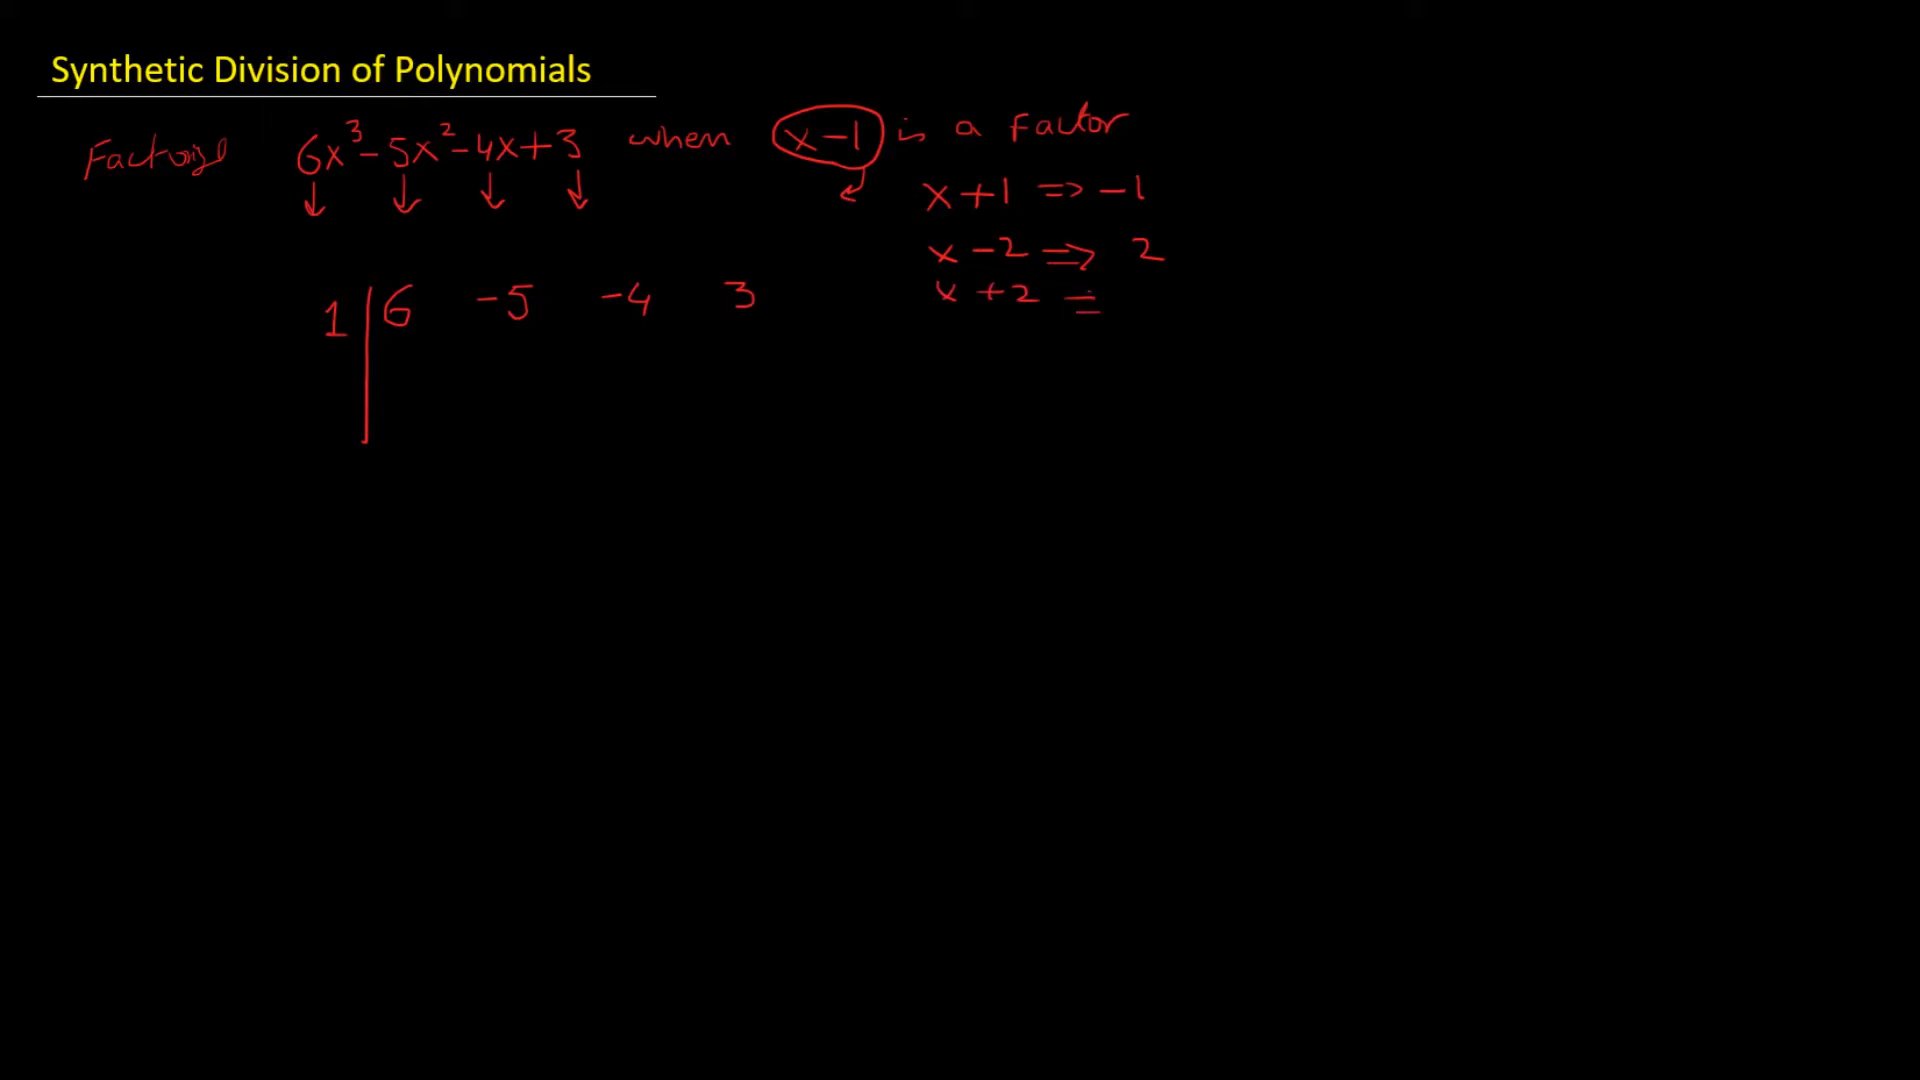 Synthetic Division of Polynomials
Factorize 6x³ - 5x² - 4x + 3 when x - 1 is a factor
x + 1 => -1
x - 2 => 2
x + 2 =
1 | 6 -5 -4 3